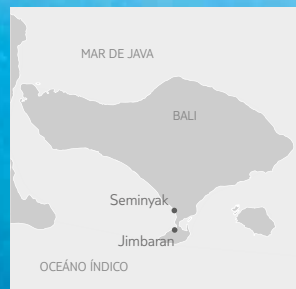 MAR DE JAVA
BALI
Seminyak
Jimbaran
OCEÁNO ÍNDICO